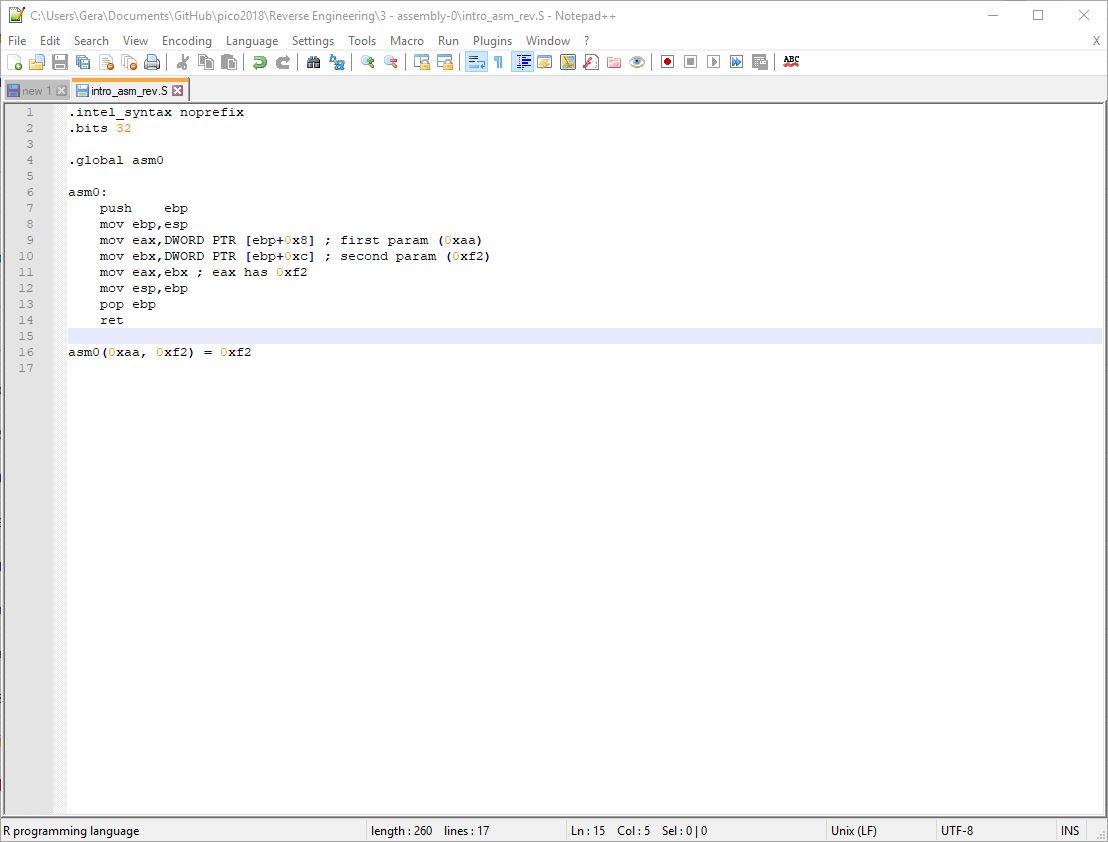 C:\Users\Gera\Documents\GitHub\pico2018\Reverse Engineering\3 - assembly-0\intro_asm_rev.S - Notepad++
File Edit Search View Encoding Language Settings Tools Macro Run Plugins Window ? X
ABC
new 1 intro_asm_rev.S
1 .intel_syntax noprefix
2 .bits 32
3
4 .global asm0
5
6 asm0:
7 push    ebp
8 mov ebp,esp
9 mov eax,DWORD PTR [ebp+0x8] ; first param (0xaa)
10 mov ebx,DWORD PTR [ebp+0xc] ; second param (0xf2)
11 mov eax,ebx ; eax has 0xf2
12 mov esp,ebp
13 pop ebp
14 ret
15
16 asm0(0xaa, 0xf2) = 0xf2
17
R programming language length : 260 lines : 17 Ln : 15 Col : 5 Sel : 0 | 0 Unix (LF) UTF-8 INS